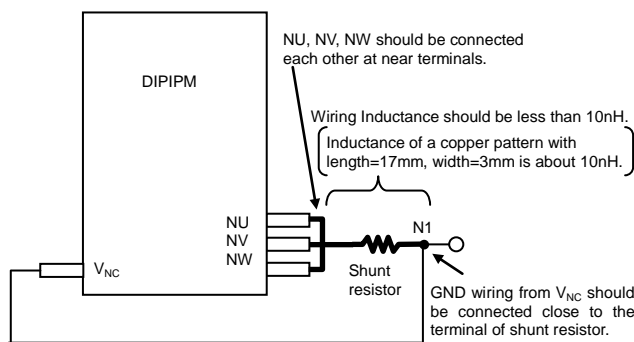 NU, NV, NW should be connected
each other at near terminals.
DIPIPM
Wiring Inductance should be less than 10nH.
Inductance of a copper pattern with
length=17mm, width=3mm is about 10nH.
NU
NV
NW
N1
VNC
Shunt
resistor
GND wiring from VNC should
be connected close to the
terminal of shunt resistor.